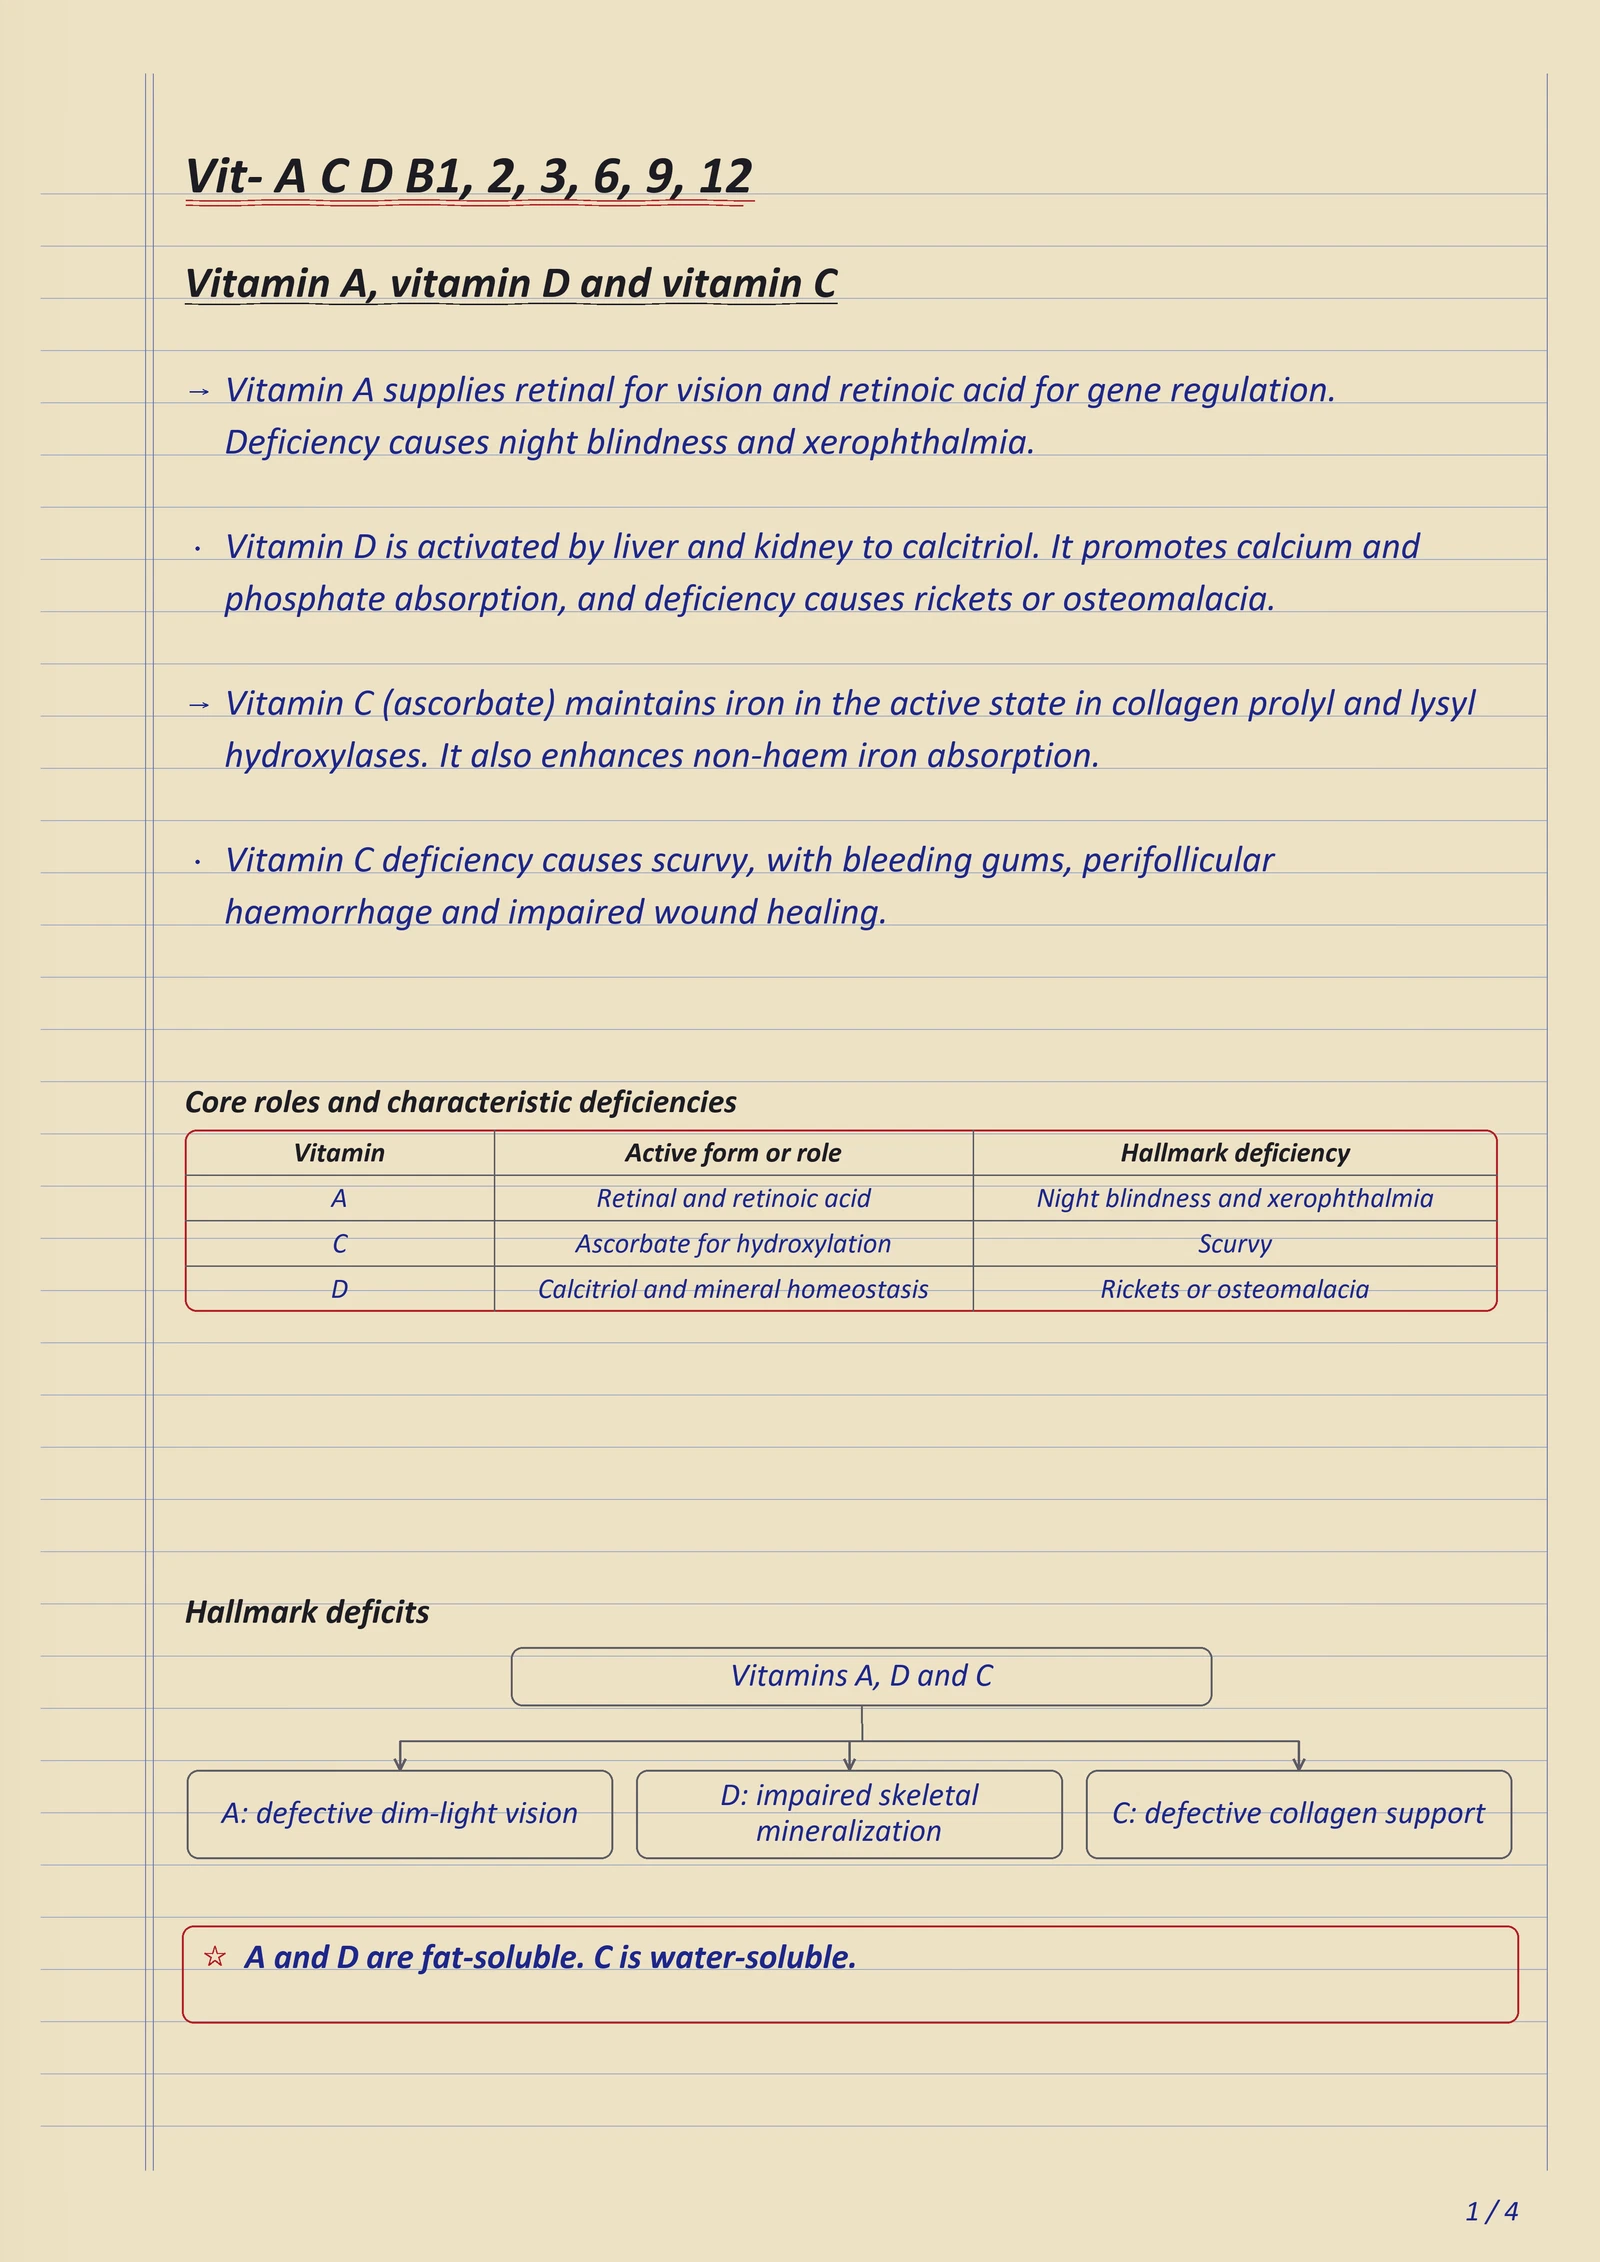 Vit- A C D B1, 2, 3, 6, 9, 12
Vitamin A, vitamin D and vitamin C
→ Vitamin A supplies retinal for vision and retinoic acid for gene regulation.
Deficiency causes night blindness and xerophthalmia.
· Vitamin D is activated by liver and kidney to calcitriol. It promotes calcium and
phosphate absorption, and deficiency causes rickets or osteomalacia.
→ Vitamin C (ascorbate) maintains iron in the active state in collagen prolyl and lysyl
hydroxylases. It also enhances non-haem iron absorption.
· Vitamin C deficiency causes scurvy, with bleeding gums, perifollicular
haemorrhage and impaired wound healing.
Core roles and characteristic deficiencies
Vitamin Active form or role Hallmark deficiency
A Retinal and retinoic acid Night blindness and xerophthalmia
C Ascorbate for hydroxylation Scurvy
D Calcitriol and mineral homeostasis Rickets or osteomalacia
Hallmark deficits
Vitamins A, D and C
A: defective dim-light vision
D: impaired skeletal
mineralization
C: defective collagen support
☆ A and D are fat-soluble. C is water-soluble.
1 / 4